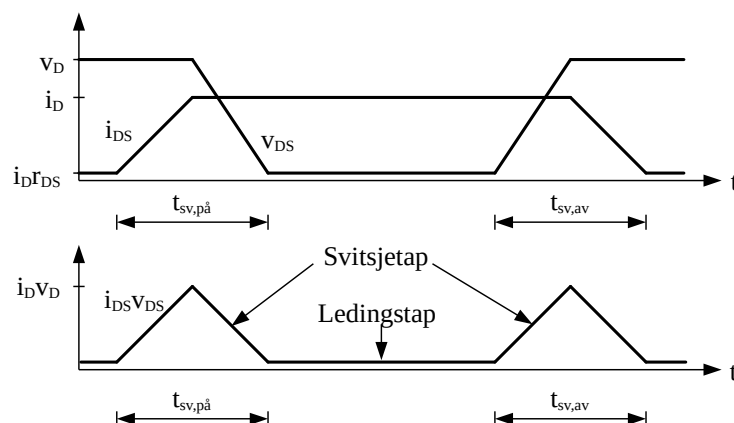 vD
iD
iDS
vDS
iDrDS
t
tsv,på
tsv,av
Svitsjetap
iDvD
iDSvDS
Ledingstap
t
tsv,på
tsv,av